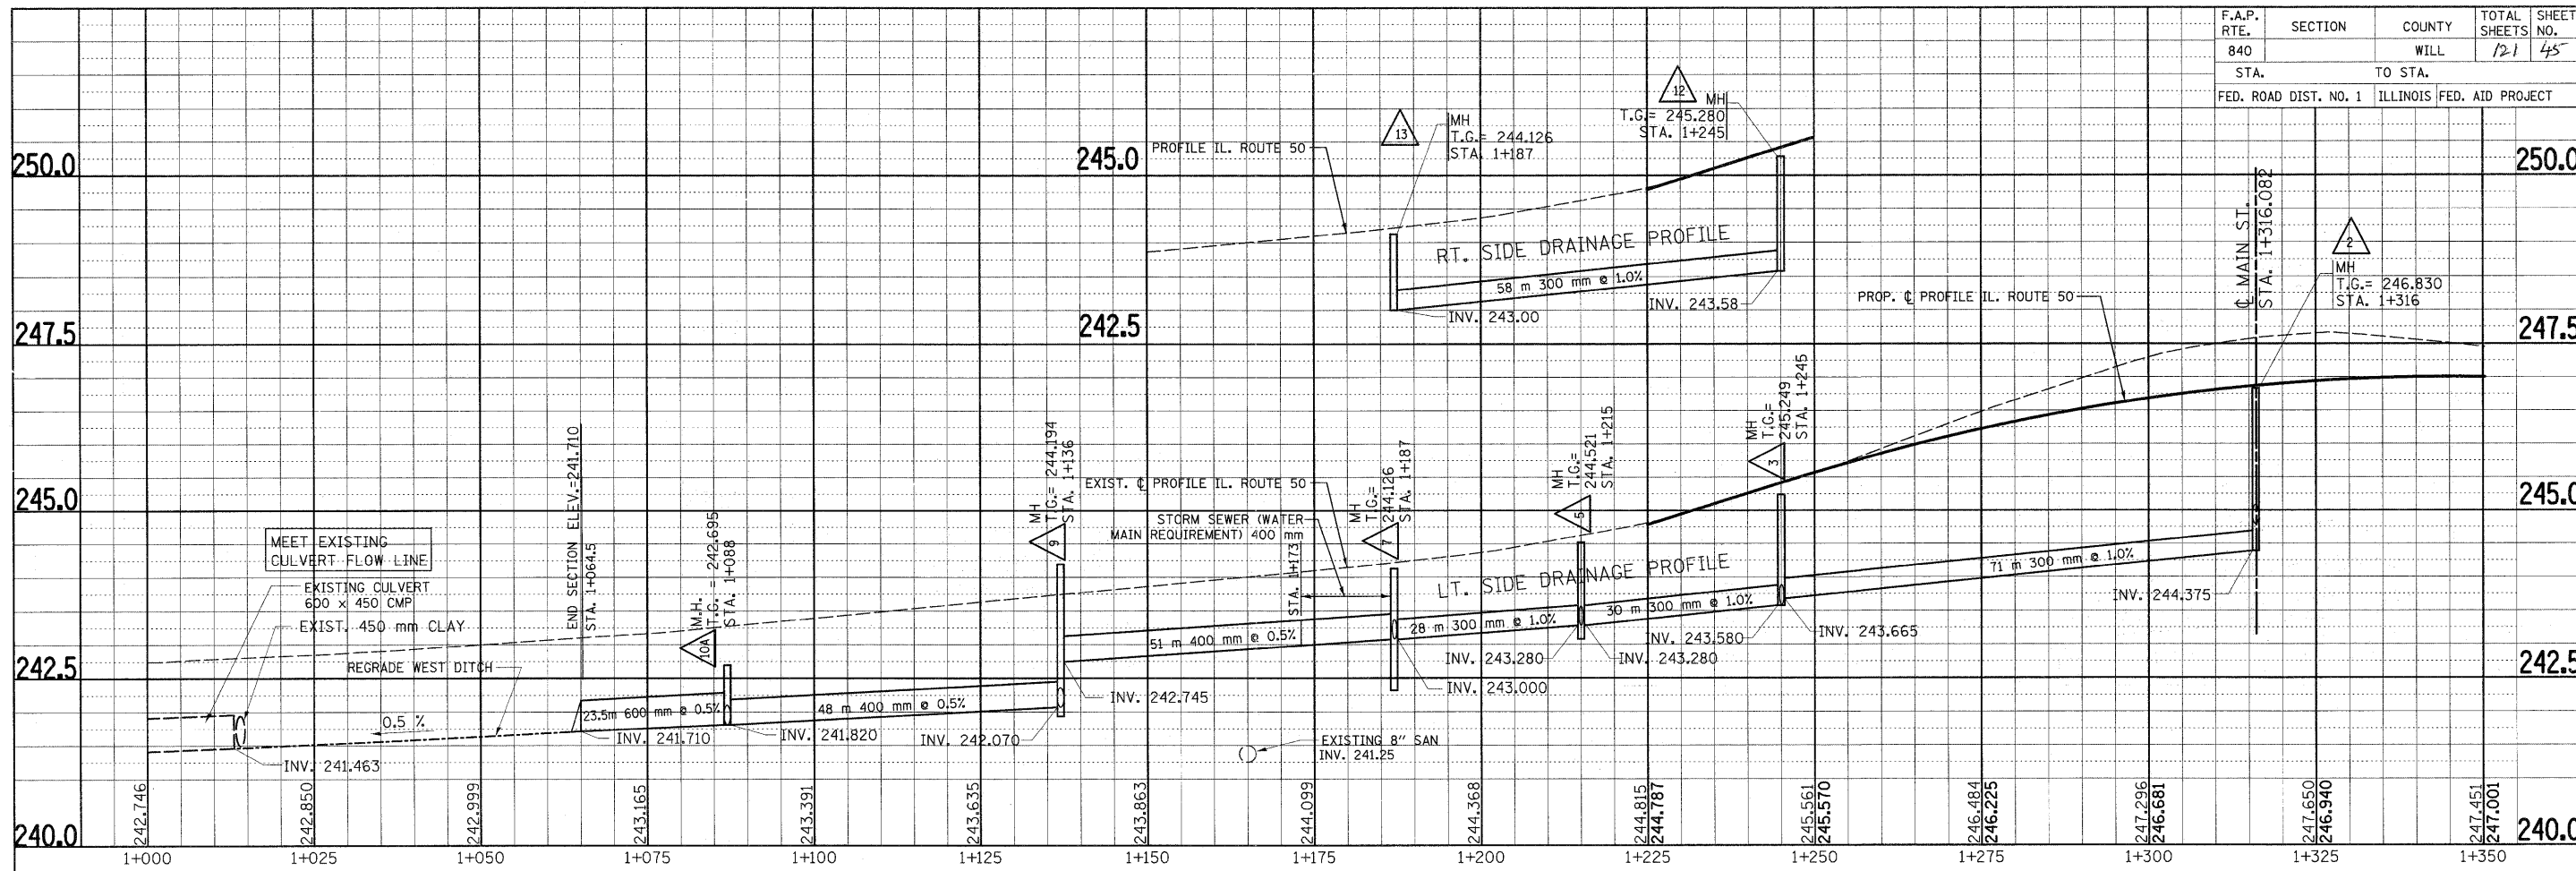 F.A.P. RTE. SECTION COUNTY TOTAL SHEETS SHEET NO.
840 WILL 121 45
STA. TO STA.
FED. ROAD DIST. NO. 1 ILLINOIS FED. AID PROJECT
250.0
247.5
245.0
242.5
240.0
245.0
242.5
250.0
247.5
245.0
242.5
240.0
PROFILE IL. ROUTE 50
13
MH
T.G.= 244.126
STA. 1+187
12
MH
T.G.= 245.280
STA. 1+245
RT. SIDE DRAINAGE PROFILE
58 m 300 mm @ 1.0%
INV. 243.00
INV. 243.58
PROP. ℄ PROFILE IL. ROUTE 50
℄ MAIN ST.
STA. 1+316.082
2
MH
T.G.= 246.830
STA. 1+316
MEET EXISTING
CULVERT FLOW LINE
EXISTING CULVERT
600 x 450 CMP
EXIST. 450 mm CLAY
REGRADE WEST DITCH
0.5 %
INV. 241.463
END SECTION ELEV.=241.710
STA. 1+064.5
23.5m 600 mm @ 0.5%
INV. 241.710
10A
M.H.
T.G. = 242.695
STA. 1+088
INV. 241.820
48 m 400 mm @ 0.5%
INV. 242.070
9
MH
T.G.= 244.194
STA. 1+136
INV. 242.745
51 m 400 mm @ 0.5%
EXIST. ℄ PROFILE IL. ROUTE 50
STORM SEWER (WATER
MAIN REQUIREMENT) 400 mm
STA. 1+173
7
MH
T.G.=
244.126
STA. 1+187
LT. SIDE DRAINAGE PROFILE
28 m 300 mm @ 1.0%
INV. 243.000
INV. 243.280
5
MH
T.G.=
244.521
STA. 1+215
INV. 243.280
30 m 300 mm @ 1.0%
INV. 243.580
3
MH
T.G.=
245.249
STA. 1+245
INV. 243.665
71 m 300 mm @ 1.0%
INV. 244.375
EXISTING 8" SAN
INV. 241.25
242.746
242.850
242.999
243.165
243.391
243.635
243.863
244.099
244.368
244.815
244.787
245.561
245.570
246.484
246.225
247.296
246.681
247.650
246.940
247.451
247.001
1+000 1+025 1+050 1+075 1+100 1+125 1+150 1+175 1+200 1+225 1+250 1+275 1+300 1+325 1+350